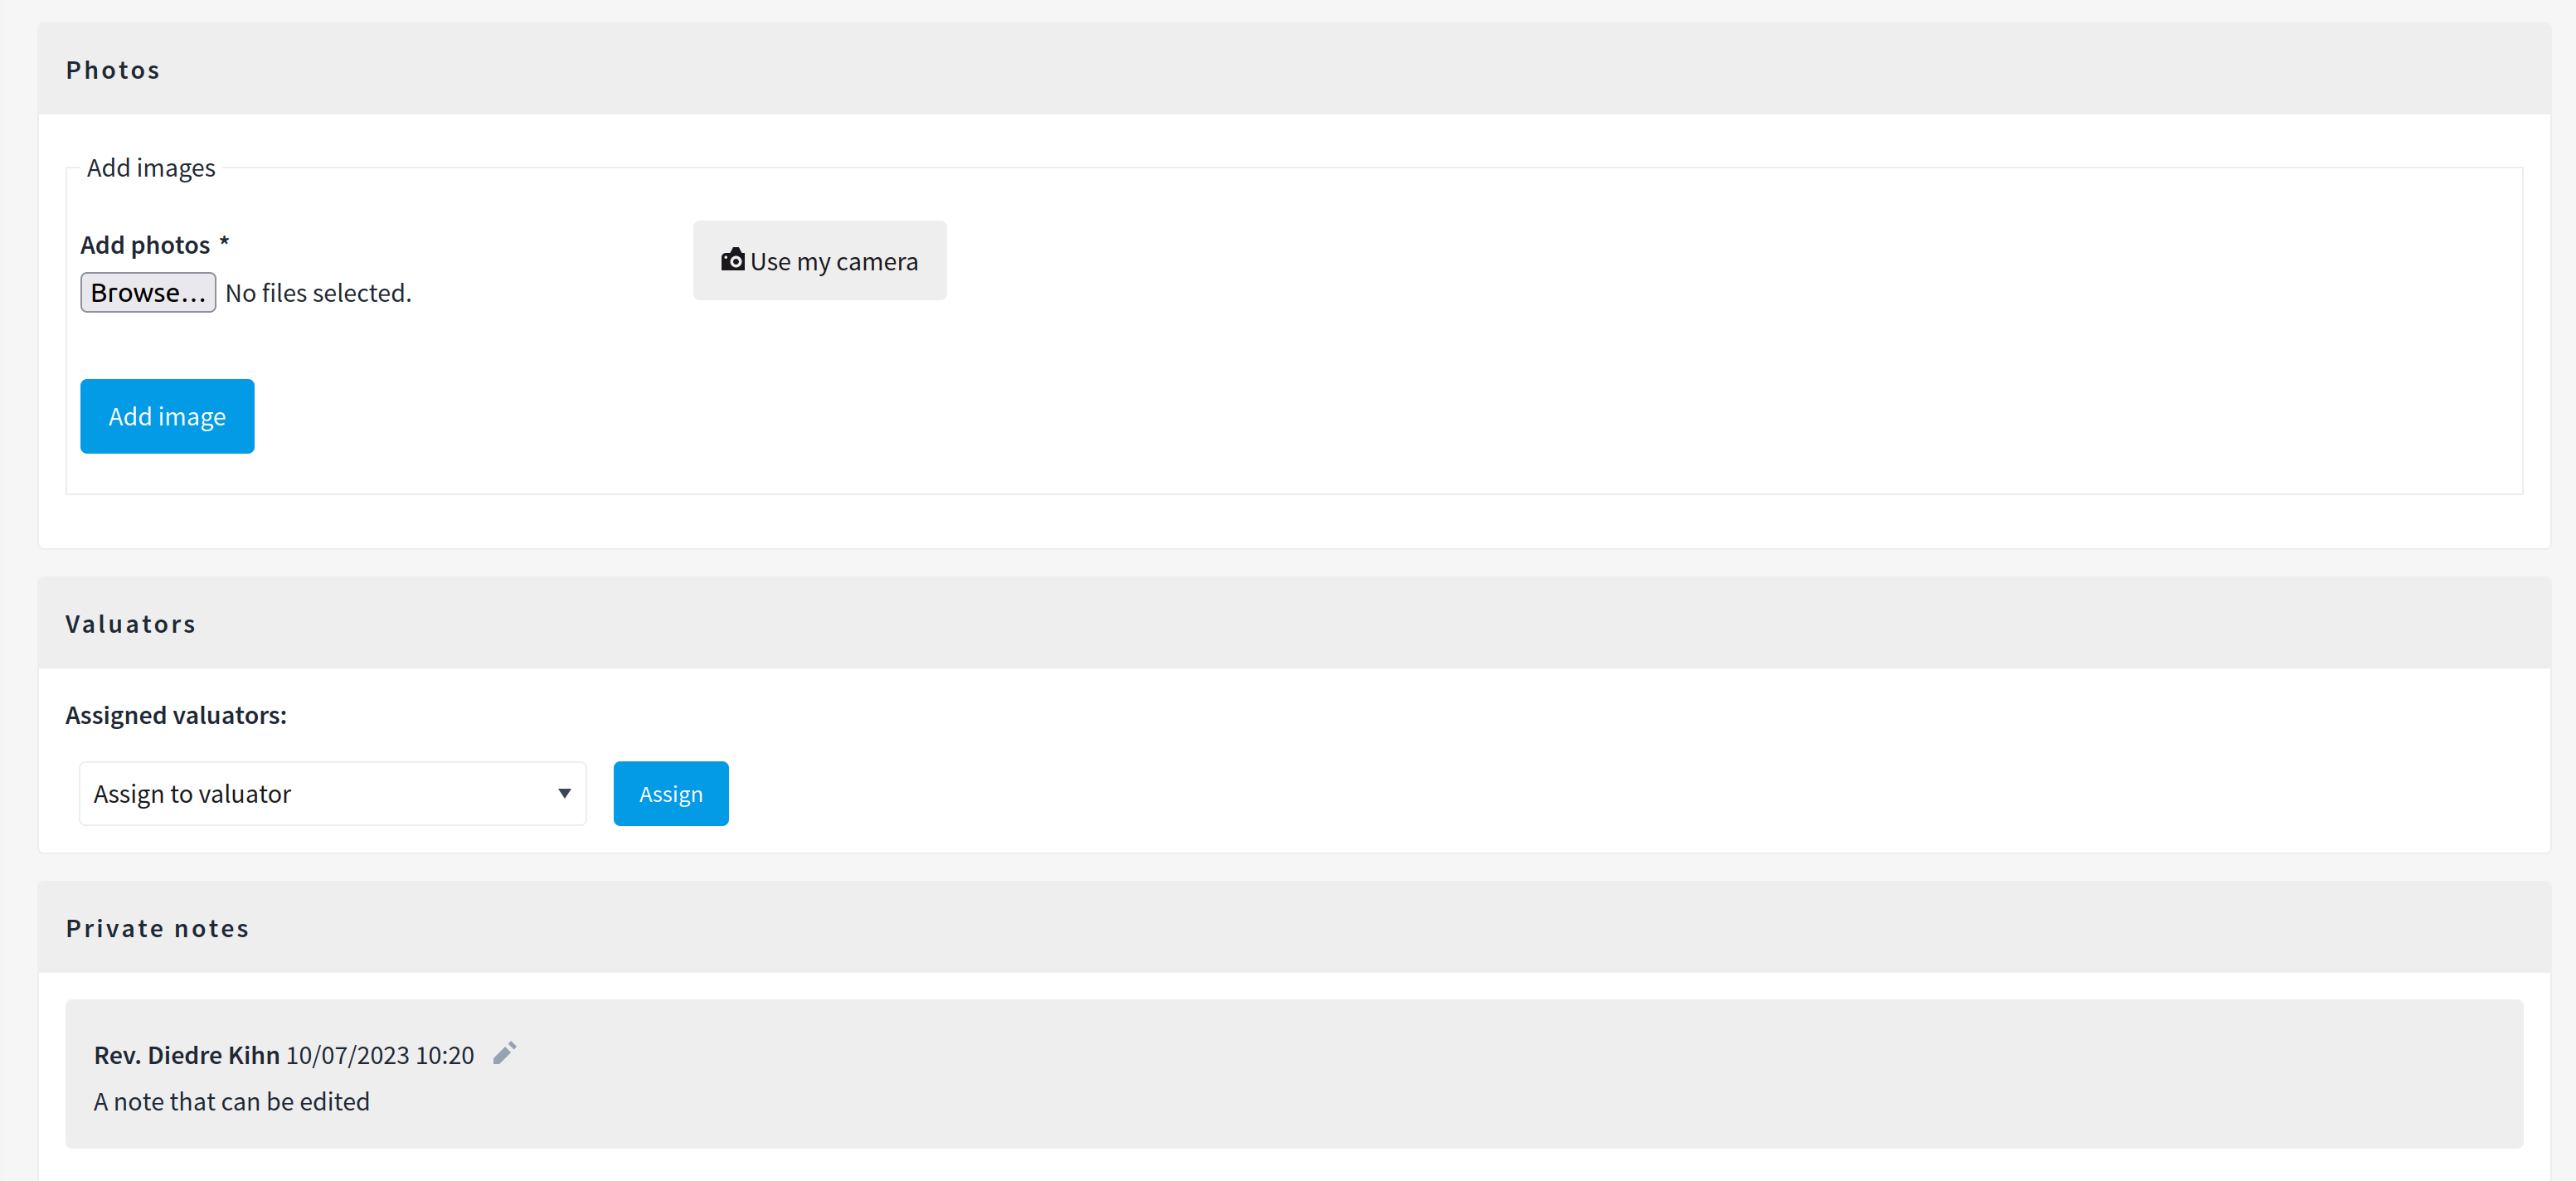 Photos
Add images
Add photos *
Use my camera
Browse... No files selected.
Add image
Valuators
Assigned valuators:
Assign to valuator
Assign
Private notes
Rev. Diedre Kihn 10/07/2023 10:20
A note that can be edited